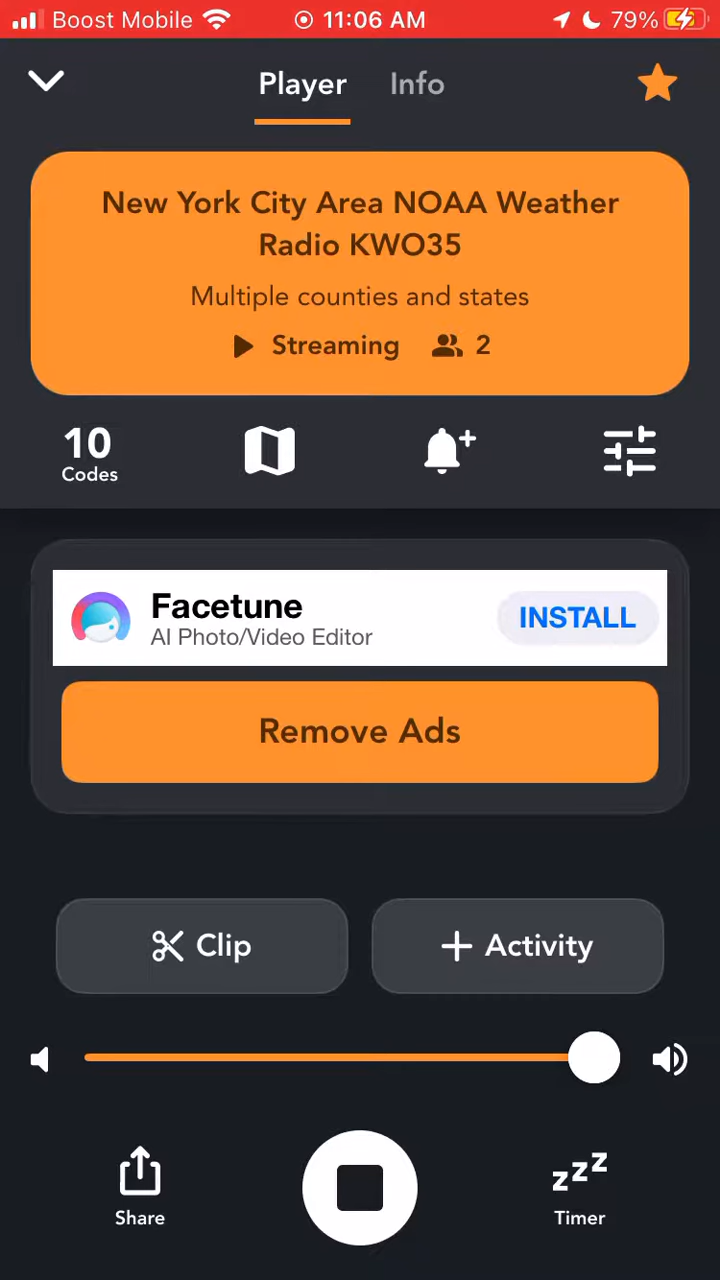 Boost Mobile 11:06 AM 79%
Player Info
New York City Area NOAA Weather
Radio KWO35
Multiple counties and states
Streaming 2
10
Codes
Facetune
AI Photo/Video Editor
INSTALL
Remove Ads
Clip
+ Activity
zzz
Share
Timer